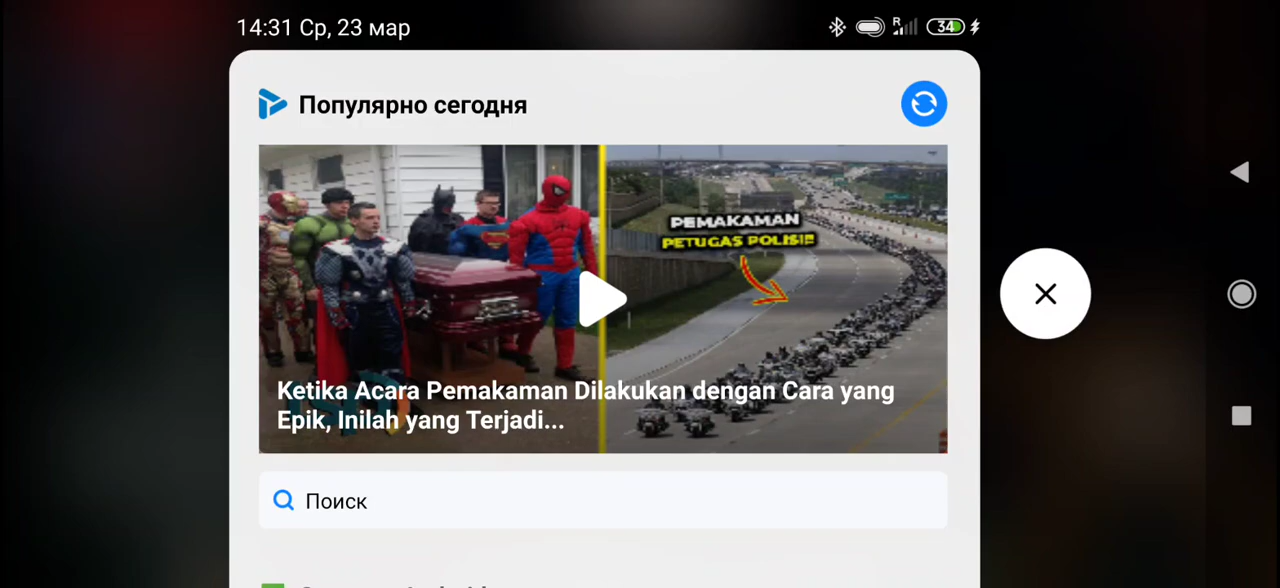 14:31 Ср, 23 мар
R
34
Популярно сегодня
PEMAKAMAN
PETUGAS POLISI!!
Ketika Acara Pemakaman Dilakukan dengan Cara yang
Epik, Inilah yang Terjadi...
Поиск